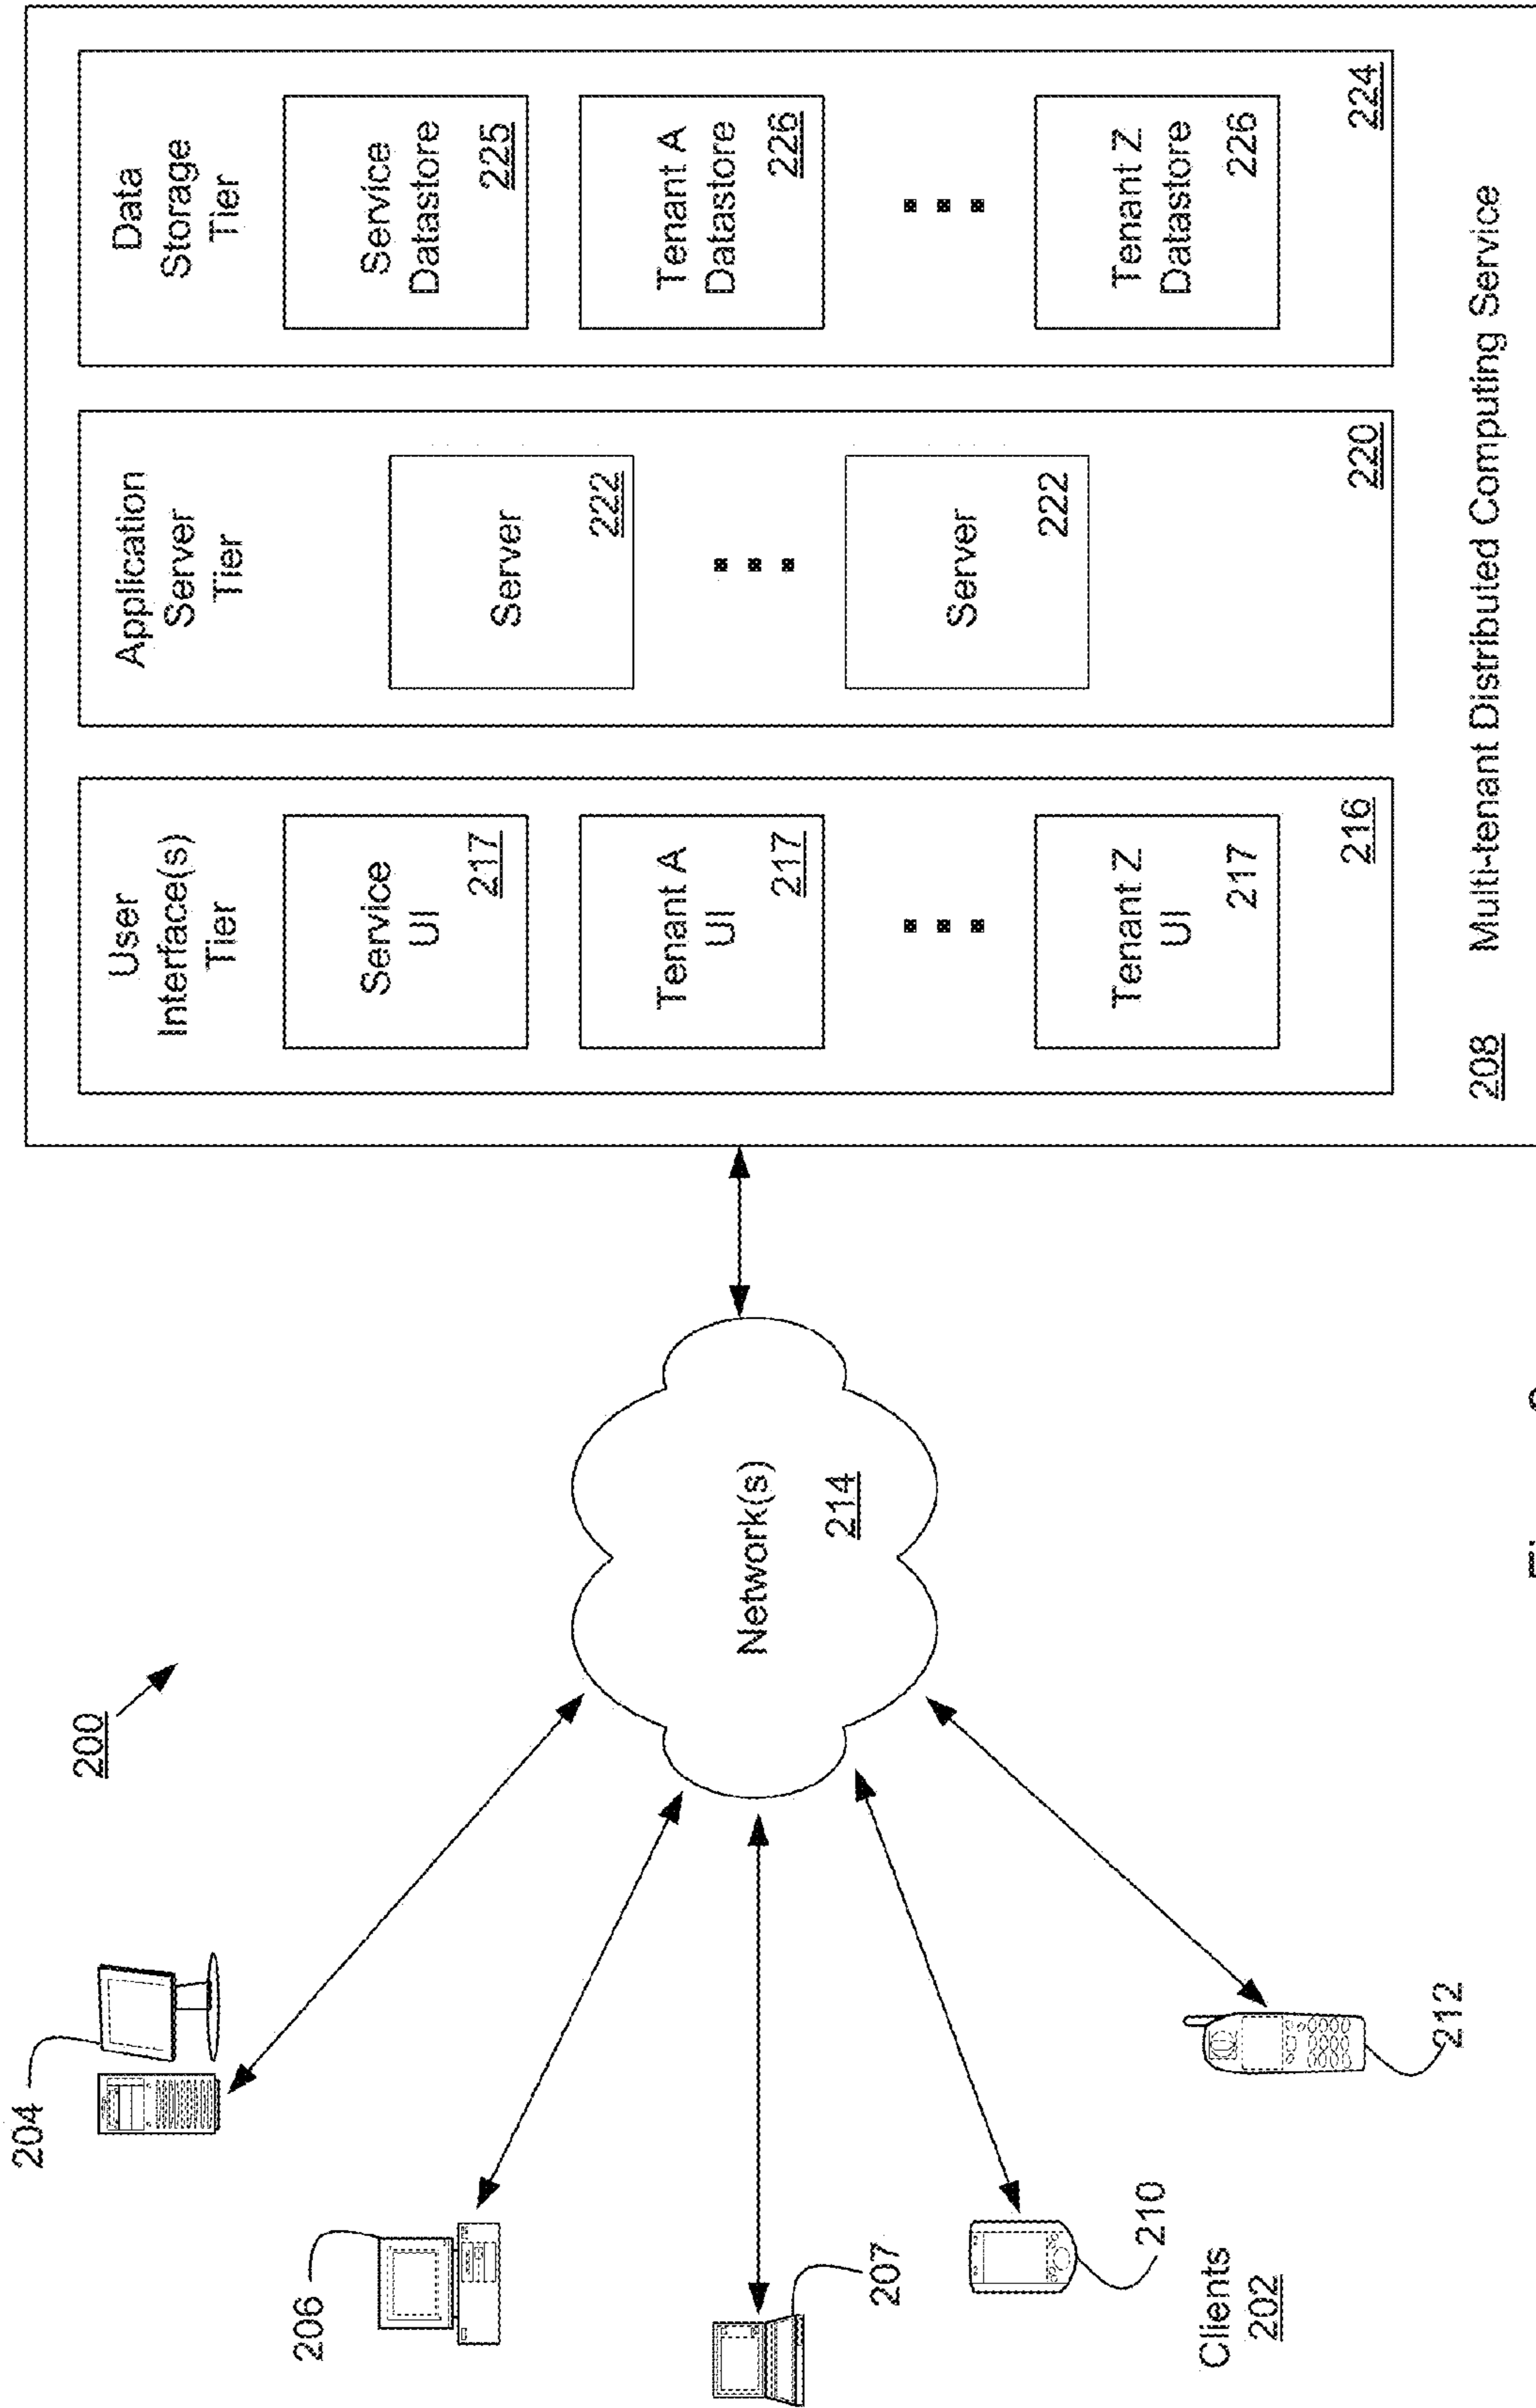 200
204
206
207
210
212
Clients
202
Network(s)
214
User
Interface(s)
Tier
Service
UI
217
Tenant A
UI
217
Tenant Z
UI
217
216
Application
Server
Tier
Server
222
Server
222
220
Data
Storage
Tier
Service
Datastore
225
Tenant A
Datastore
226
Tenant Z
Datastore
226
224
208 Multi-tenant Distributed Computing Service